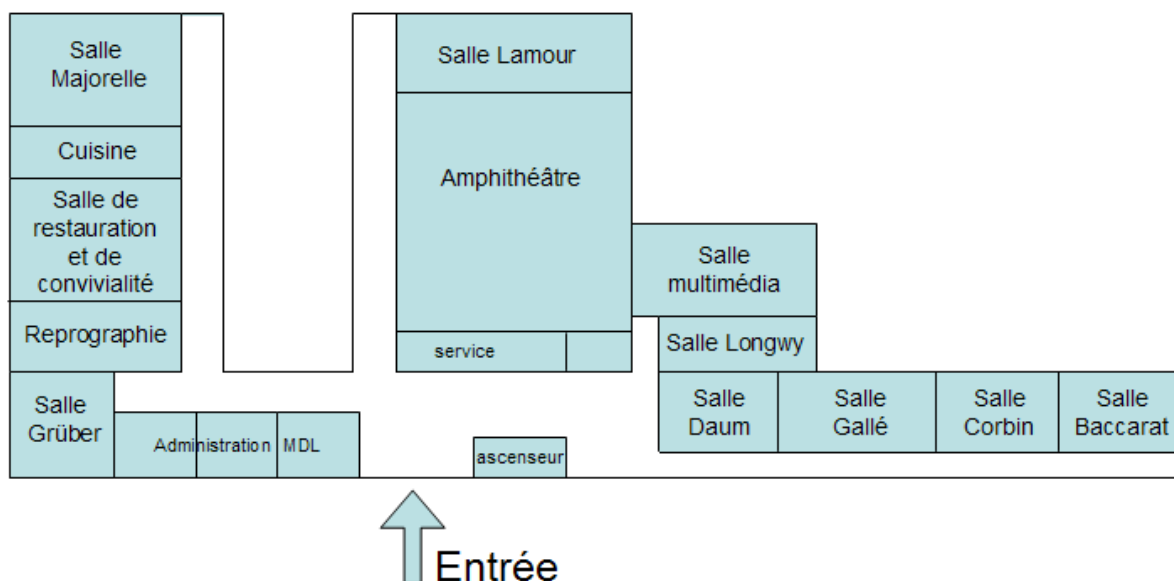 Salle
Majorelle
Cuisine
Salle de
restauration
et de
convivialité
Reprographie
Salle
Grüber
Administration
MDL
Salle Lamour
Amphithéâtre
service
ascenseur
Salle
multimédia
Salle Longwy
Salle
Daum
Salle
Gallé
Salle
Corbin
Salle
Baccarat
Entrée